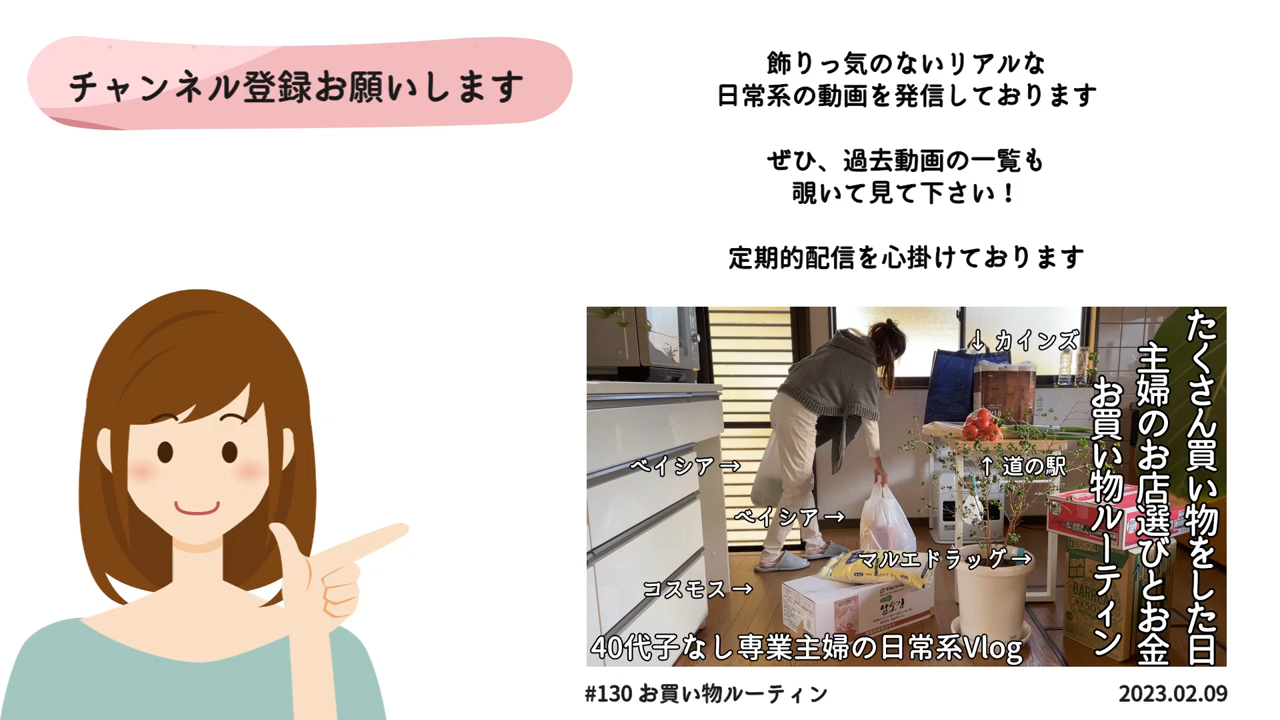 チャンネル登録お願いします
飾りっ気のないリアルな
日常系の動画を発信しております
ぜひ、過去動画の一覧も
覗いて見て下さい！
定期的配信を心掛けております
たくさん買い物をした日
主婦のお店選びとお金
お買い物ルーティン
↓ カインズ
ベイシア→
↑ 道の駅
ベイシア→
マルエドラッグ→
コスモス→
40代子なし専業主婦の日常系Vlog
#130 お買い物ルーティン
2023.02.09